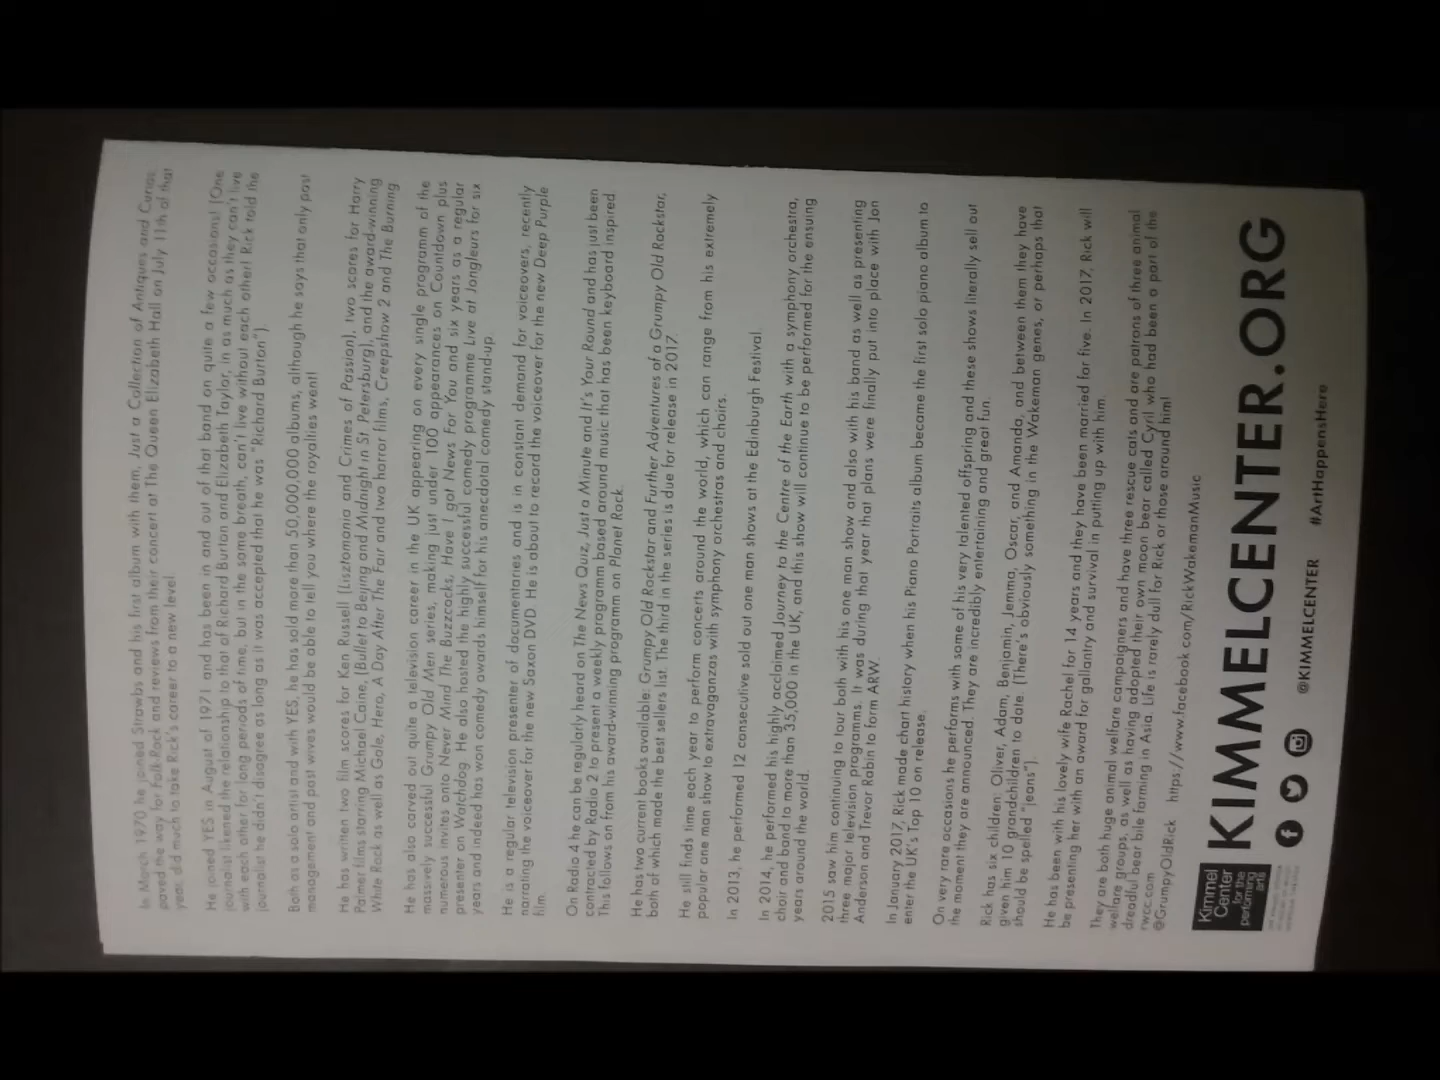 In March 1970 he joined Strawbs and his first album with them, Just a Collection of Antiques and Curios,
paved the way for Folk-Rock and reviews from their concert at The Queen Elizabeth Hall on July 11th of that
year, did much to take Rick's career to a new level.
He joined YES in August of 1971 and has been in and out of that band on quite a few occasions! (One
journalist likened the relationship to that of Richard Burton and Elizabeth Taylor, in as much as they can't live
with each other for long periods of time, but in the same breath, can't live without each other! Rick told the
journalist he didn't disagree as long as it was accepted that he was "Richard Burton").
Both as a solo artist and with YES, he has sold more than 50,000,000 albums, although he says that only past
management and past wives would be able to tell you where the royalties went!
He has written two film scores for Ken Russell (Lisztomania and Crimes of Passion), two scores for Harry
Palmer films starring Michael Caine, (Bullet to Beijing and Midnight in St Petersburg), and the award-winning
White Rock as well as Gole, Hero, A Day After The Fair and two horror films, Creepshow 2 and The Burning
He has also carved out quite a television career in the UK appearing on every single programm of the
massively successful Grumpy Old Men series, making just under 100 appearances on Countdown plus
numerous invites onto Never Mind The Buzzcocks, Have I got News For You and six years as a regular
presenter on Watchdog. He also hosted the highly successful comedy programme Live at Jongleurs for six
years and indeed has won comedy awards himself for his anecdotal comedy stand-up.
He is a regular television presenter of documentries and is in constant demand for voiceovers, recently
narrating the voiceover for the new Saxon DVD. He is about to record the voiceover for the new Deep Purple
film.
On Radio 4 he can be regularly heard on The News Quiz, Just a Minute and It's Your Round and has just been
contracted by Radio 2 to present a weekly programm based around music that has been keyboard inspired.
This follows on from his award-winning program on Planet Rock.
He has two current books available: Grumpy Old Rockstar and Further Adventures of a Grumpy Old Rockstar,
both of which made the best sellers list. The third in the series is due for release in 2017.
He still finds time each year to perform concerts around the world, which can range from his extremely
popular one man show to extravaganzas with symphony orchestras and choirs.
In 2013, he performed 12 consecutive sold out one man shows at the Edinburgh Festival.
In 2014, he performed his highly acclaimed Journey to the Centre of the Earth with a symphony orchestra,
choir and band to more than 35,000 in the UK, and this show will continue to be performed for the ensuing
years around the world.
2015 saw him continuing to tour both with his one man show and also with his band as well as presenting
three major television programms. It was during that year that plans were finally put into place with Jon
Anderson and Trevor Rabin to form ARW.
In January 2017, Rick made chart history when his Piano Portraits album became the first solo piano album to
enter the UK's Top 10 on release.
On very rare occasions he performs with some of his very talented offspring and these shows literally sell out
the moment they are announced. They are incredibly entertaining and great fun.
Rick has six children: Oliver, Adam, Benjamin, Jemma, Oscar, and Amanda, and between them they have
given him 10 grandchildren to date. (There's obviously something in the Wakeman genes, or perhaps that
should be spelled "jeans").
He has been with his lovely wife Rachel for 14 years and they have been married for five. In 2017, Rick will
be presenting her with an award for gallantry and survival in putting up with him.
They are both huge animal welfare campaigners and have three rescue cats and are patrons of three animal
welfare groups, as well as having adopted their own moon bear called Cyril who had been a part of the
dreadful bear bile farming in Asia. Life is rarely dull for Rick or those around him!
rwcc.com
@GrumpyOldRick https://www.facebook.com/RickWakemanMusic
Kimmel
Center
for the
performing
arts
KIMMELCENTER.ORG
@KIMMELCENTER #ArtHappensHere